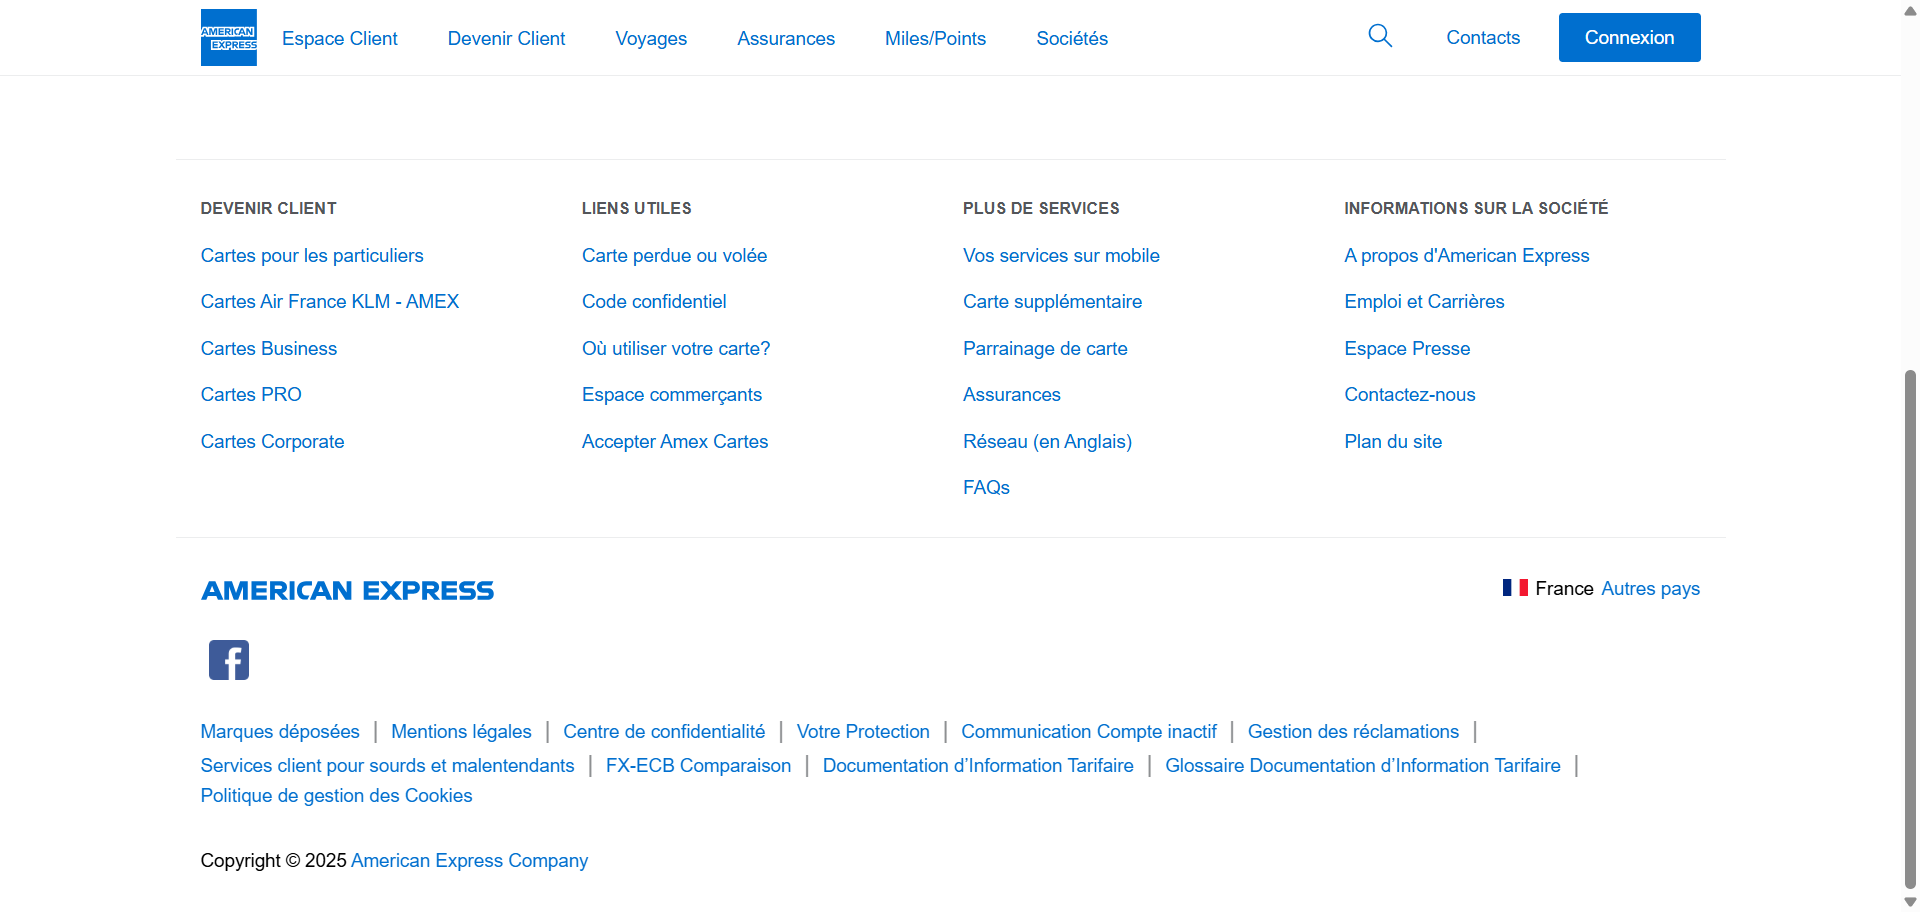 AMERICAN
EXPRESS
Espace Client Devenir Client Voyages Assurances Miles/Points Sociétés Contacts Connexion
DEVENIR CLIENT
Cartes pour les particuliers
Cartes Air France KLM - AMEX
Cartes Business
Cartes PRO
Cartes Corporate
LIENS UTILES
Carte perdue ou volée
Code confidentiel
Où utiliser votre carte?
Espace commerçants
Accepter Amex Cartes
PLUS DE SERVICES
Vos services sur mobile
Carte supplémentaire
Parrainage de carte
Assurances
Réseau (en Anglais)
FAQs
INFORMATIONS SUR LA SOCIÉTÉ
A propos d'American Express
Emploi et Carrières
Espace Presse
Contactez-nous
Plan du site
AMERICAN EXPRESS
France Autres pays
Marques déposées | Mentions légales | Centre de confidentialité | Votre Protection | Communication Compte inactif | Gestion des réclamations |
Services client pour sourds et malentendants | FX-ECB Comparaison | Documentation d’Information Tarifaire | Glossaire Documentation d’Information Tarifaire |
Politique de gestion des Cookies
Copyright © 2025 American Express Company